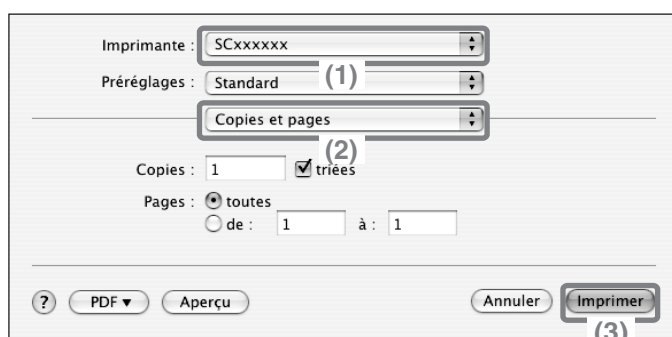 Imprimante : SCxxxxxx
(1)
Préréglages : Standard
Copies et pages
(2)
Copies : 1 triées
Pages : toutes
de : 1 à : 1
? PDF ▼ Aperçu Annuler Imprimer
(3)